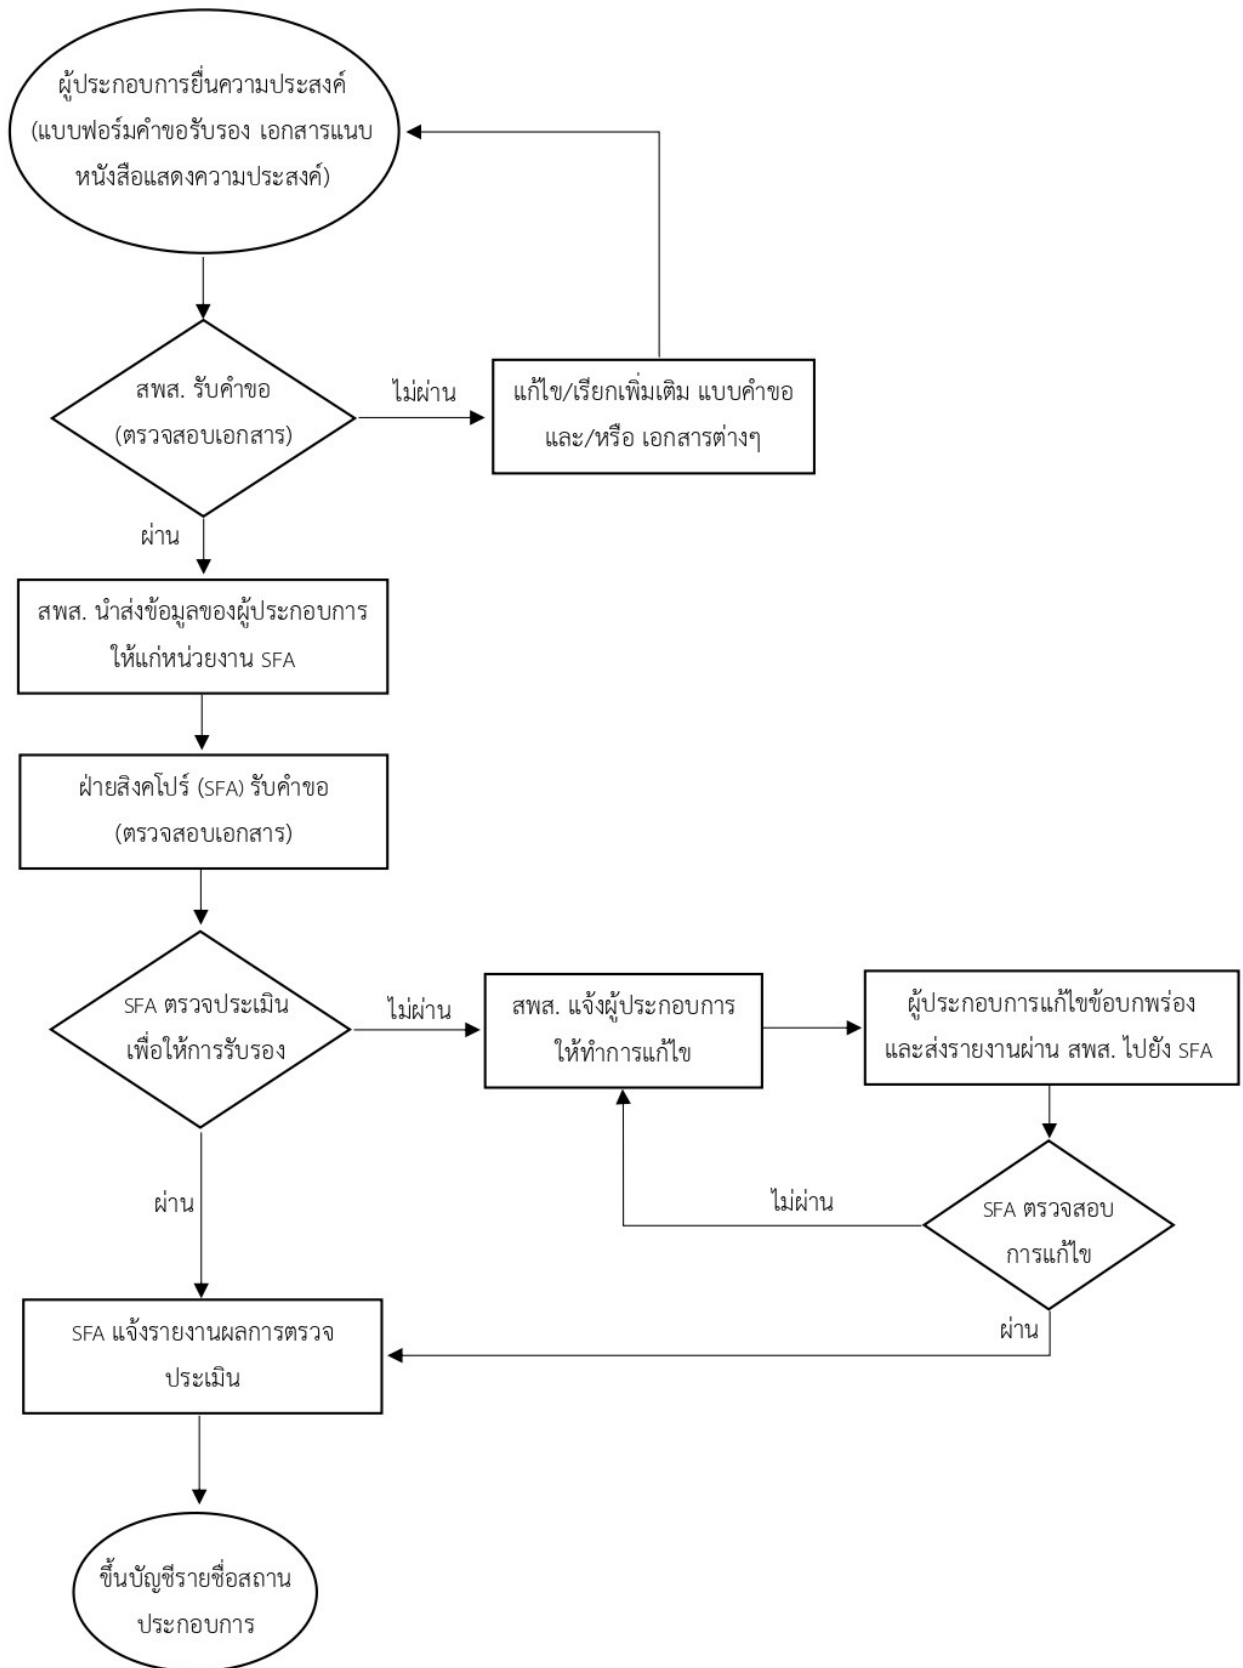 ผู้ประกอบการยื่นความประสงค์
(แบบฟอร์มคำขอรับรอง เอกสารแนบ
หนังสือแสดงความประสงค์)
สพส. รับคำขอ
(ตรวจสอบเอกสาร)
ไม่ผ่าน
แก้ไข/เรียกเพิ่มเติม แบบคำขอ
และ/หรือ เอกสารต่างๆ
ผ่าน
สพส. นำส่งข้อมูลของผู้ประกอบการ
ให้แก่หน่วยงาน SFA
ฝ่ายสิงคโปร์ (SFA) รับคำขอ
(ตรวจสอบเอกสาร)
SFA ตรวจประเมิน
เพื่อให้การรับรอง
ไม่ผ่าน
สพส. แจ้งผู้ประกอบการ
ให้ทำการแก้ไข
ผู้ประกอบการแก้ไขข้อบกพร่อง
และส่งรายงานผ่าน สพส. ไปยัง SFA
ผ่าน
ไม่ผ่าน
SFA ตรวจสอบ
การแก้ไข
ผ่าน
SFA แจ้งรายงานผลการตรวจ
ประเมิน
ขึ้นบัญชีรายชื่อสถาน
ประกอบการ